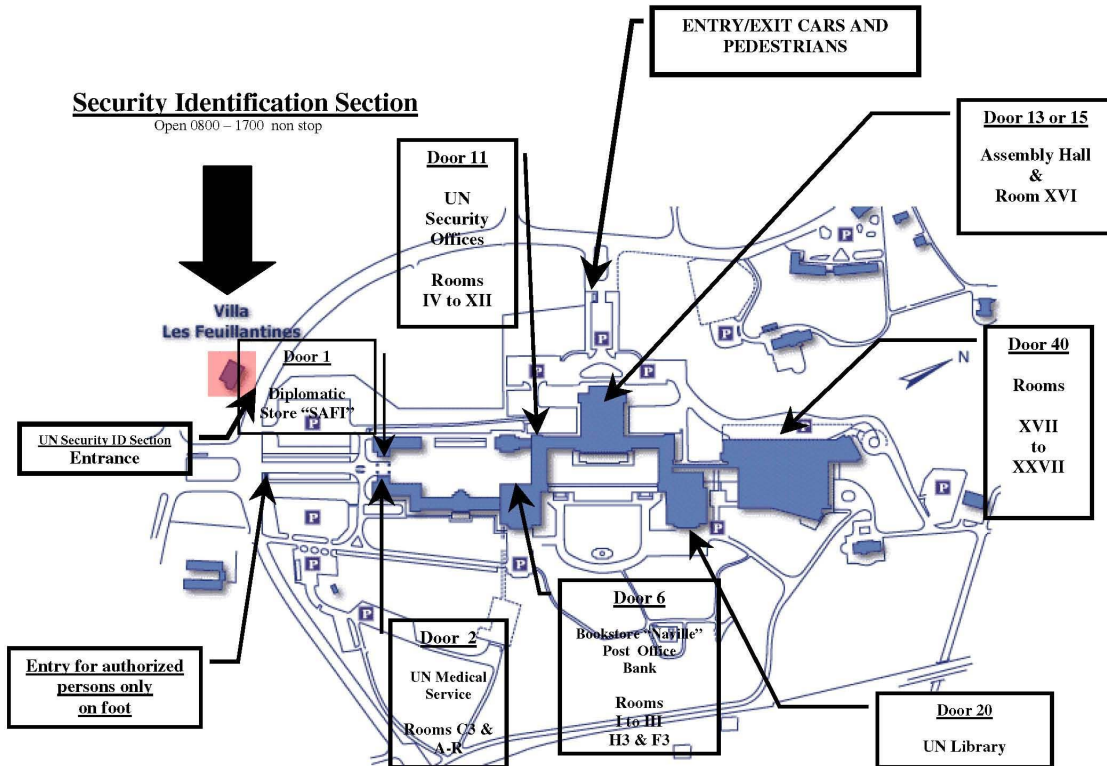 ENTRY/EXIT CARS AND
PEDESTRIANS
Security Identification Section
Open 0800 – 1700 non stop
Door 13 or 15
Assembly Hall
&
Room XVI
Door 11
UN
Security
Offices
Rooms
IV to XII
Villa
Les Feuillantines
Door 1
Diplomatic
Store “SAFI”
Door 40
Rooms
XVII
to
XXVII
N
UN Security ID Section
Entrance
P
P
P
P
P
P
P
P
P
P
P
P
P
P
Entry for authorized
persons only
on foot
Door 2
UN Medical
Service
Rooms C3 &
A-R
Door 6
Bookstore “Naville”
Post Office
Bank
Rooms
I to III
H3 & F3
Door 20
UN Library